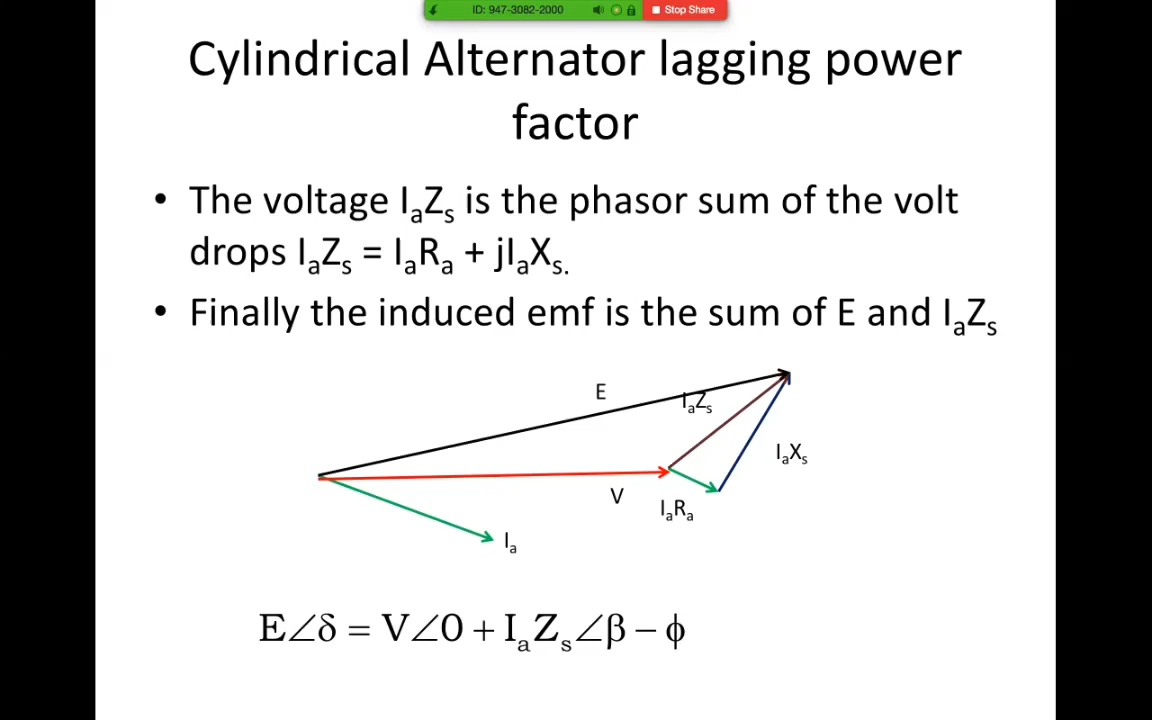 ID: 947-3082-2000 Stop Share
Cylindrical Alternator lagging power
factor
• The voltage IₐZₛ is the phasor sum of the volt
drops IₐZₛ = IₐRₐ + jIₐXₛ.
• Finally the induced emf is the sum of E and IₐZₛ
E
IₐZₛ
IₐXₛ
V
IₐRₐ
Iₐ
E∠δ = V∠0 + IₐZₛ∠β − ϕ